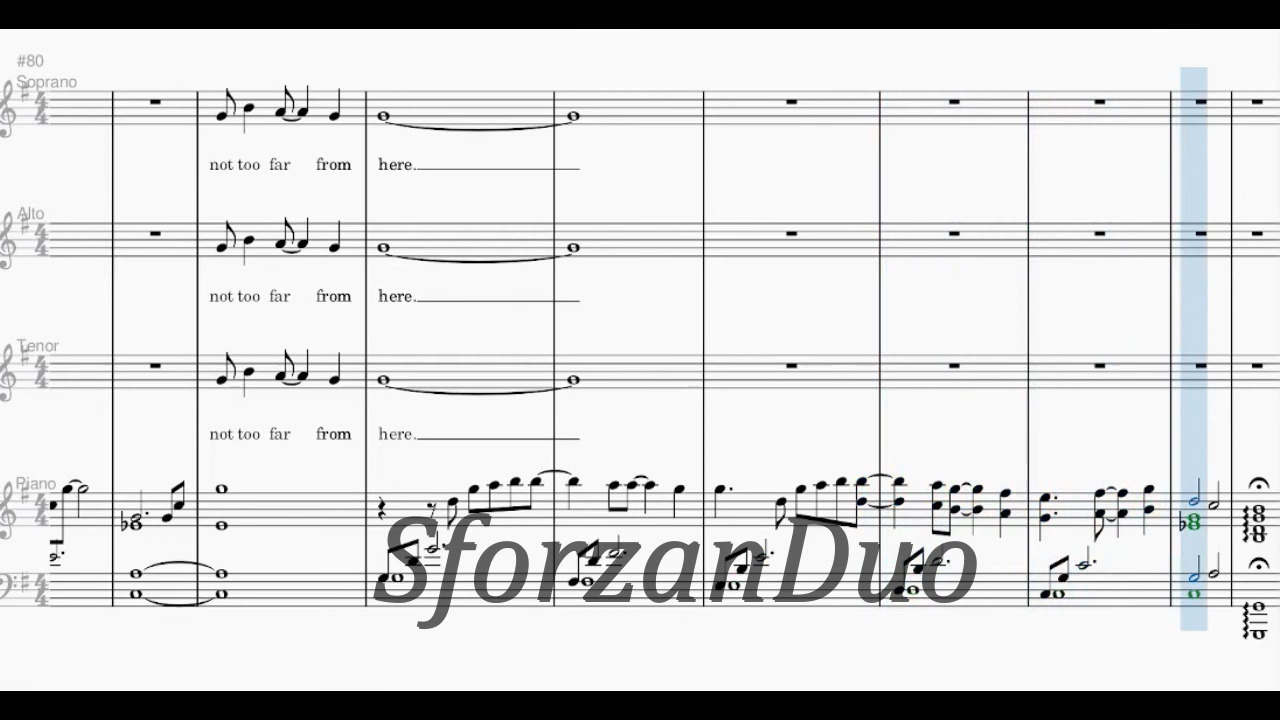 #80
Soprano
not too far from here.
Alto
not too far from here.
Tenor
not too far from here.
Piano
SforzanDuo